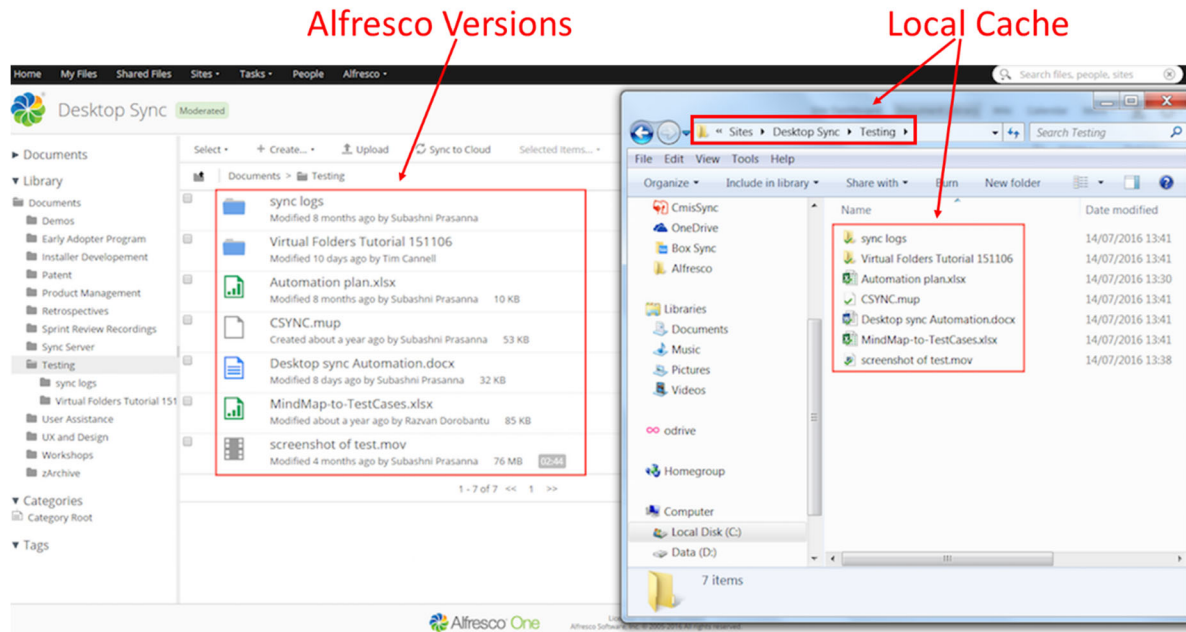 Alfresco Versions
Local Cache
Home My Files Shared Files Sites Tasks People Alfresco
Search files, people, sites
Desktop Sync Moderated
Documents
Library
Documents
Demos
Early Adopter Program
Installer Developement
Patent
Product Management
Retrospectives
Sprint Review Recordings
Sync Server
Testing
sync logs
Virtual Folders Tutorial 151
User Assistance
UX and Design
Workshops
zArchive
Categories
Category Root
Tags
Select + Create... Upload Sync to Cloud Selected Items...
Documents > Testing
sync logs
Modified 8 months ago by Subashni Prasanna
Virtual Folders Tutorial 151106
Modified 10 days ago by Tim Cannell
Automation plan.xlsx
Modified 8 months ago by Subashni Prasanna 10 KB
CSYNC.mup
Created about a year ago by Subashni Prasanna 53 KB
Desktop sync Automation.docx
Modified 8 days ago by Subashni Prasanna 32 KB
MindMap-to-TestCases.xlsx
Modified about a year ago by Razvan Dorobantu 85 KB
screenshot of test.mov
Modified 4 months ago by Subashni Prasanna 76 MB 02:44
1 - 7 of 7 << 1 >>
« Sites Desktop Sync Testing
Search Testing
File Edit View Tools Help
Organize Include in library Share with Burn New folder
CmisSync
OneDrive
Box Sync
Alfresco
Libraries
Documents
Music
Pictures
Videos
odrive
Homegroup
Computer
Local Disk (C:)
Data (D:)
Name Date modified
sync logs 14/07/2016 13:41
Virtual Folders Tutorial 151106 14/07/2016 13:41
Automation plan.xlsx 14/07/2016 13:30
CSYNC.mup 14/07/2016 13:41
Desktop sync Automation.docx 14/07/2016 13:41
MindMap-to-TestCases.xlsx 14/07/2016 13:41
screenshot of test.mov 14/07/2016 13:38
7 items
Alfresco One
Alfresco Software, Inc. © 2005-2016 All rights reserved.